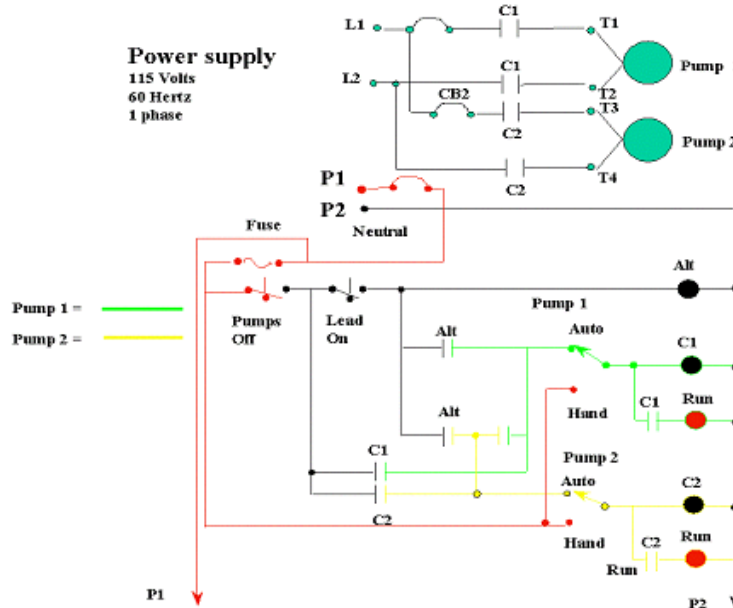 C1
L1
T1
Power supply
115 Volts
60 Hertz
1 phase
Pump
C1
L2
T2
CB2
T3
C2
Pump 2
C2
T4
P1
P2
Neutral
Fuse
Alt
Pump 1 =
Pump 2 =
Pumps
Off
Lead
On
Pump 1
Alt
Auto
C1
C1
Run
Hand
Alt
C1
Pump 2
Auto
C2
C2
Hand
C2
Run
Run
P1
P2